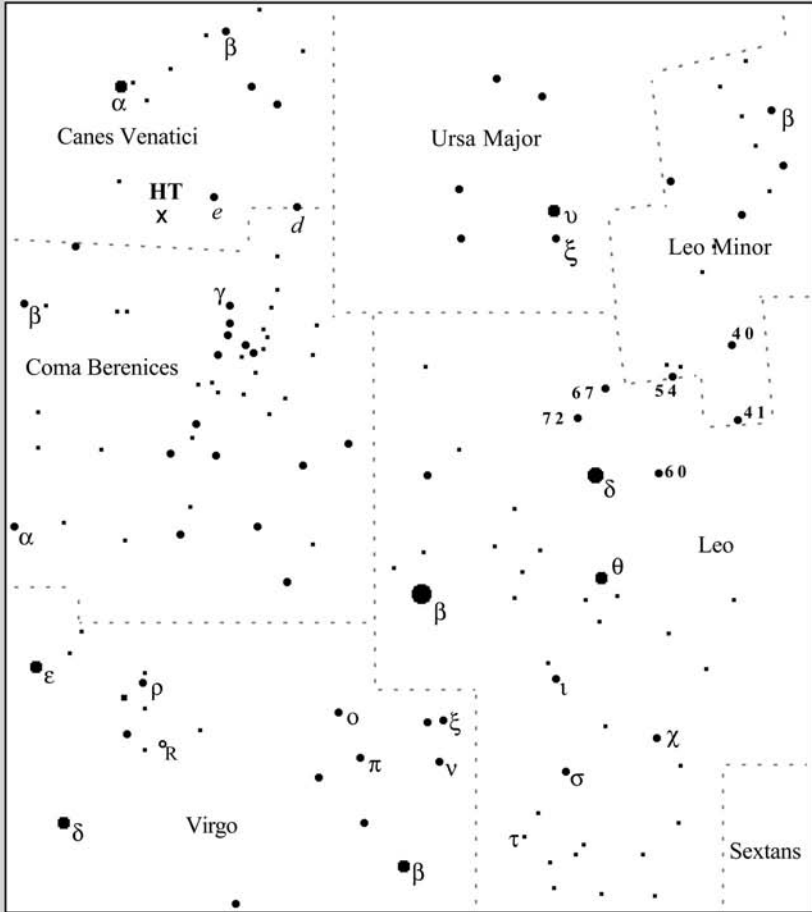 β
α
Canes Venatici
Ursa Major
β
HT
x
e
d
υ
ξ
Leo Minor
γ
β
40
Coma Berenices
67
54
72
41
δ
60
α
Leo
θ
β
ε
ρ
ι
ο
ξ
χ
R
π
ν
σ
δ
Virgo
τ
Sextans
β